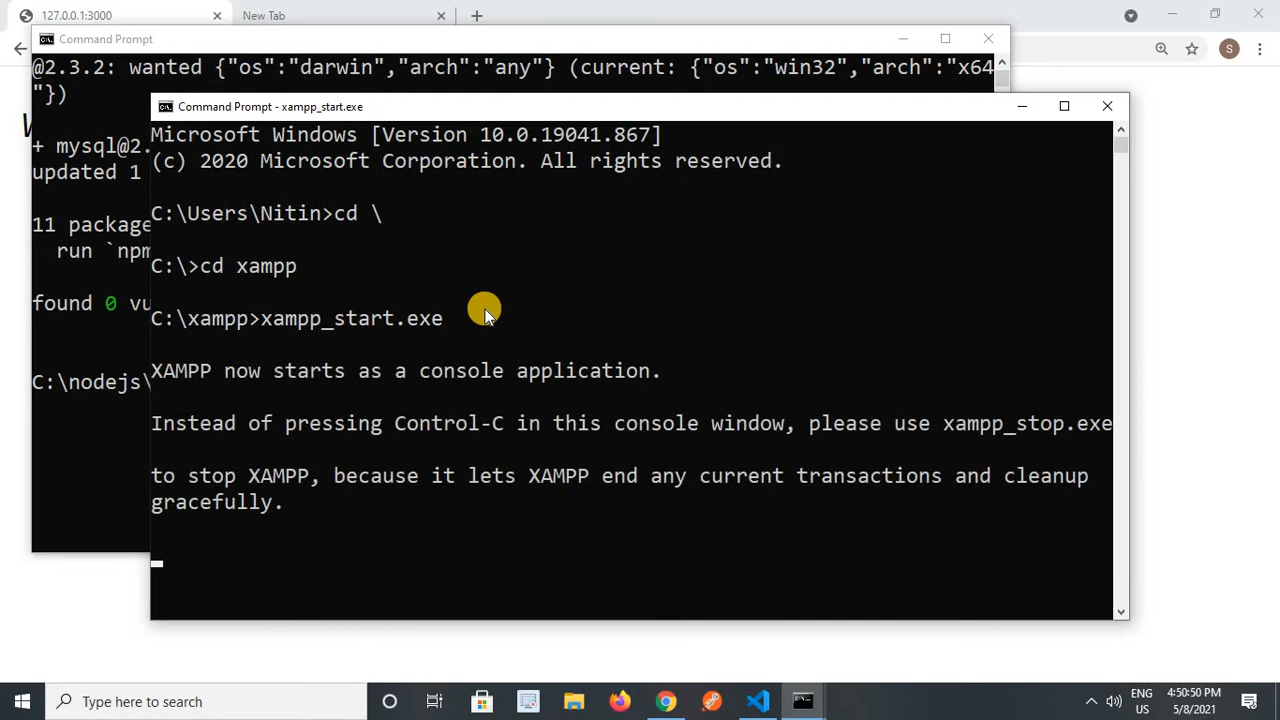 127.0.0.1:3000
New Tab
Command Prompt
S
@2.3.2: wanted {"os":"darwin","arch":"any"} (current: {"os":"win32","arch":"x64
"})
+ mysql@2.
updated 1
11 package
run `npm
found 0 vu
C:\nodejs\
Command Prompt - xampp_start.exe
Microsoft Windows [Version 10.0.19041.867]
(c) 2020 Microsoft Corporation. All rights reserved.
C:\Users\Nitin>cd \
C:\>cd xampp
C:\xampp>xampp_start.exe
XAMPP now starts as a console application.
Instead of pressing Control-C in this console window, please use xampp_stop.exe
to stop XAMPP, because it lets XAMPP end any current transactions and cleanup
gracefully.
Type here to search
ENG
US
4:50:50 PM
5/8/2021